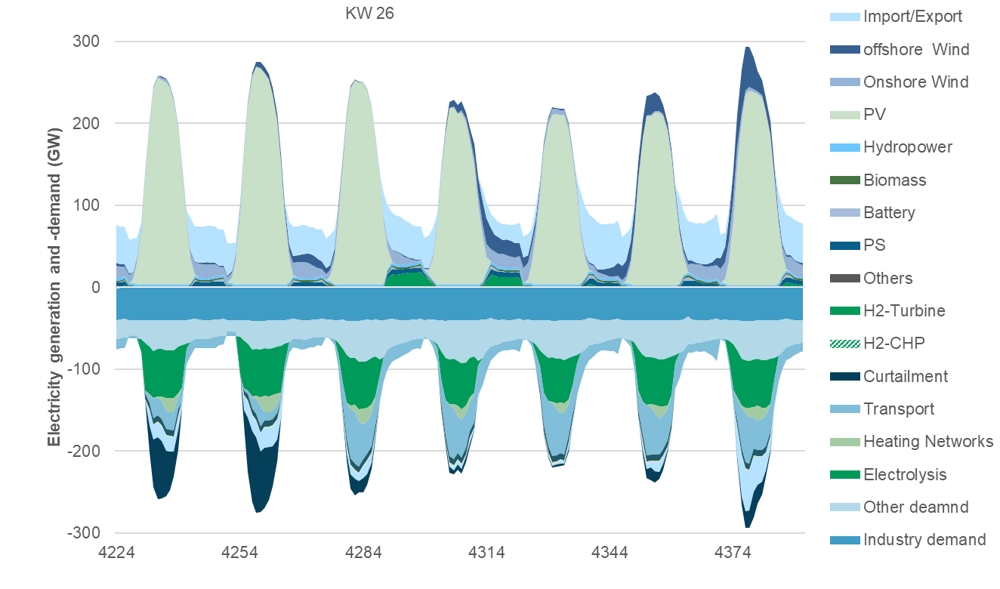 KW 26
Electricity generation and -demand (GW)
300
200
100
0
-100
-200
-300
4224
4254
4284
4314
4344
4374
Import/Export
offshore  Wind
Onshore Wind
PV
Hydropower
Biomass
Battery
PS
Others
H2-Turbine
H2-CHP
Curtailment
Transport
Heating Networks
Electrolysis
Other deamnd
Industry demand